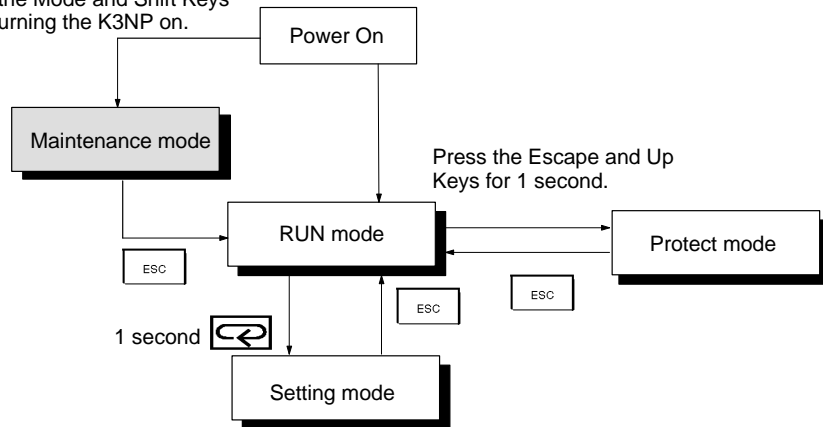 the Mode and Shift Keys
urning the K3NP on.
Power On
Maintenance mode
Press the Escape and Up
Keys for 1 second.
RUN mode
Protect mode
ESC
ESC
ESC
1 second
Setting mode